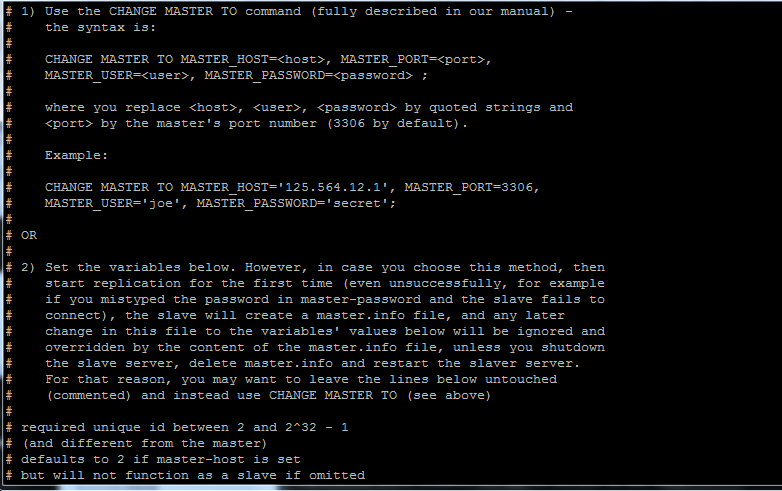 # 1) Use the CHANGE MASTER TO command (fully described in our manual) -
#    the syntax is:
#
#    CHANGE MASTER TO MASTER_HOST=<host>, MASTER_PORT=<port>,
#    MASTER_USER=<user>, MASTER_PASSWORD=<password> ;
#
#    where you replace <host>, <user>, <password> by quoted strings and
#    <port> by the master's port number (3306 by default).
#
#    Example:
#
#    CHANGE MASTER TO MASTER_HOST='125.564.12.1', MASTER_PORT=3306,
#    MASTER_USER='joe', MASTER_PASSWORD='secret';
#
# OR
#
# 2) Set the variables below. However, in case you choose this method, then
#    start replication for the first time (even unsuccessfully, for example
#    if you mistyped the password in master-password and the slave fails to
#    connect), the slave will create a master.info file, and any later
#    change in this file to the variables' values below will be ignored and
#    overridden by the content of the master.info file, unless you shutdown
#    the slave server, delete master.info and restart the slaver server.
#    For that reason, you may want to leave the lines below untouched
#    (commented) and instead use CHANGE MASTER TO (see above)
#
# required unique id between 2 and 2^32 - 1
# (and different from the master)
# defaults to 2 if master-host is set
# but will not function as a slave if omitted